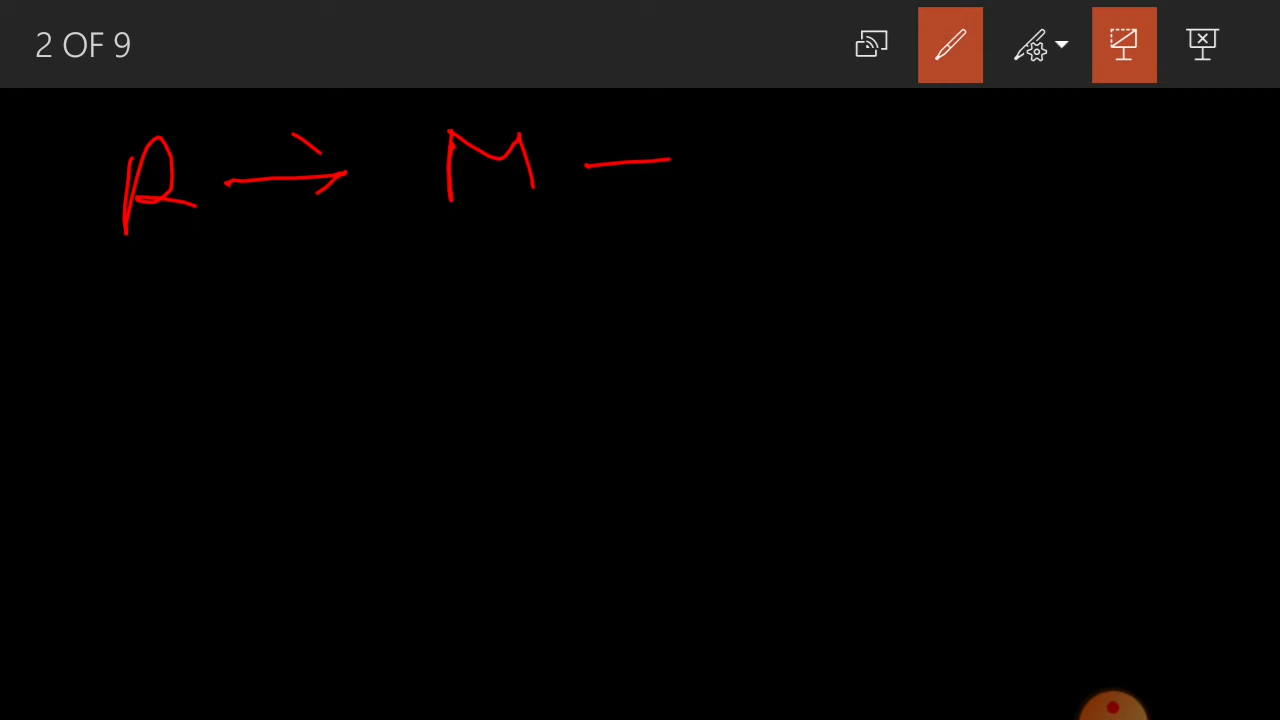 2 OF 9
R → M —